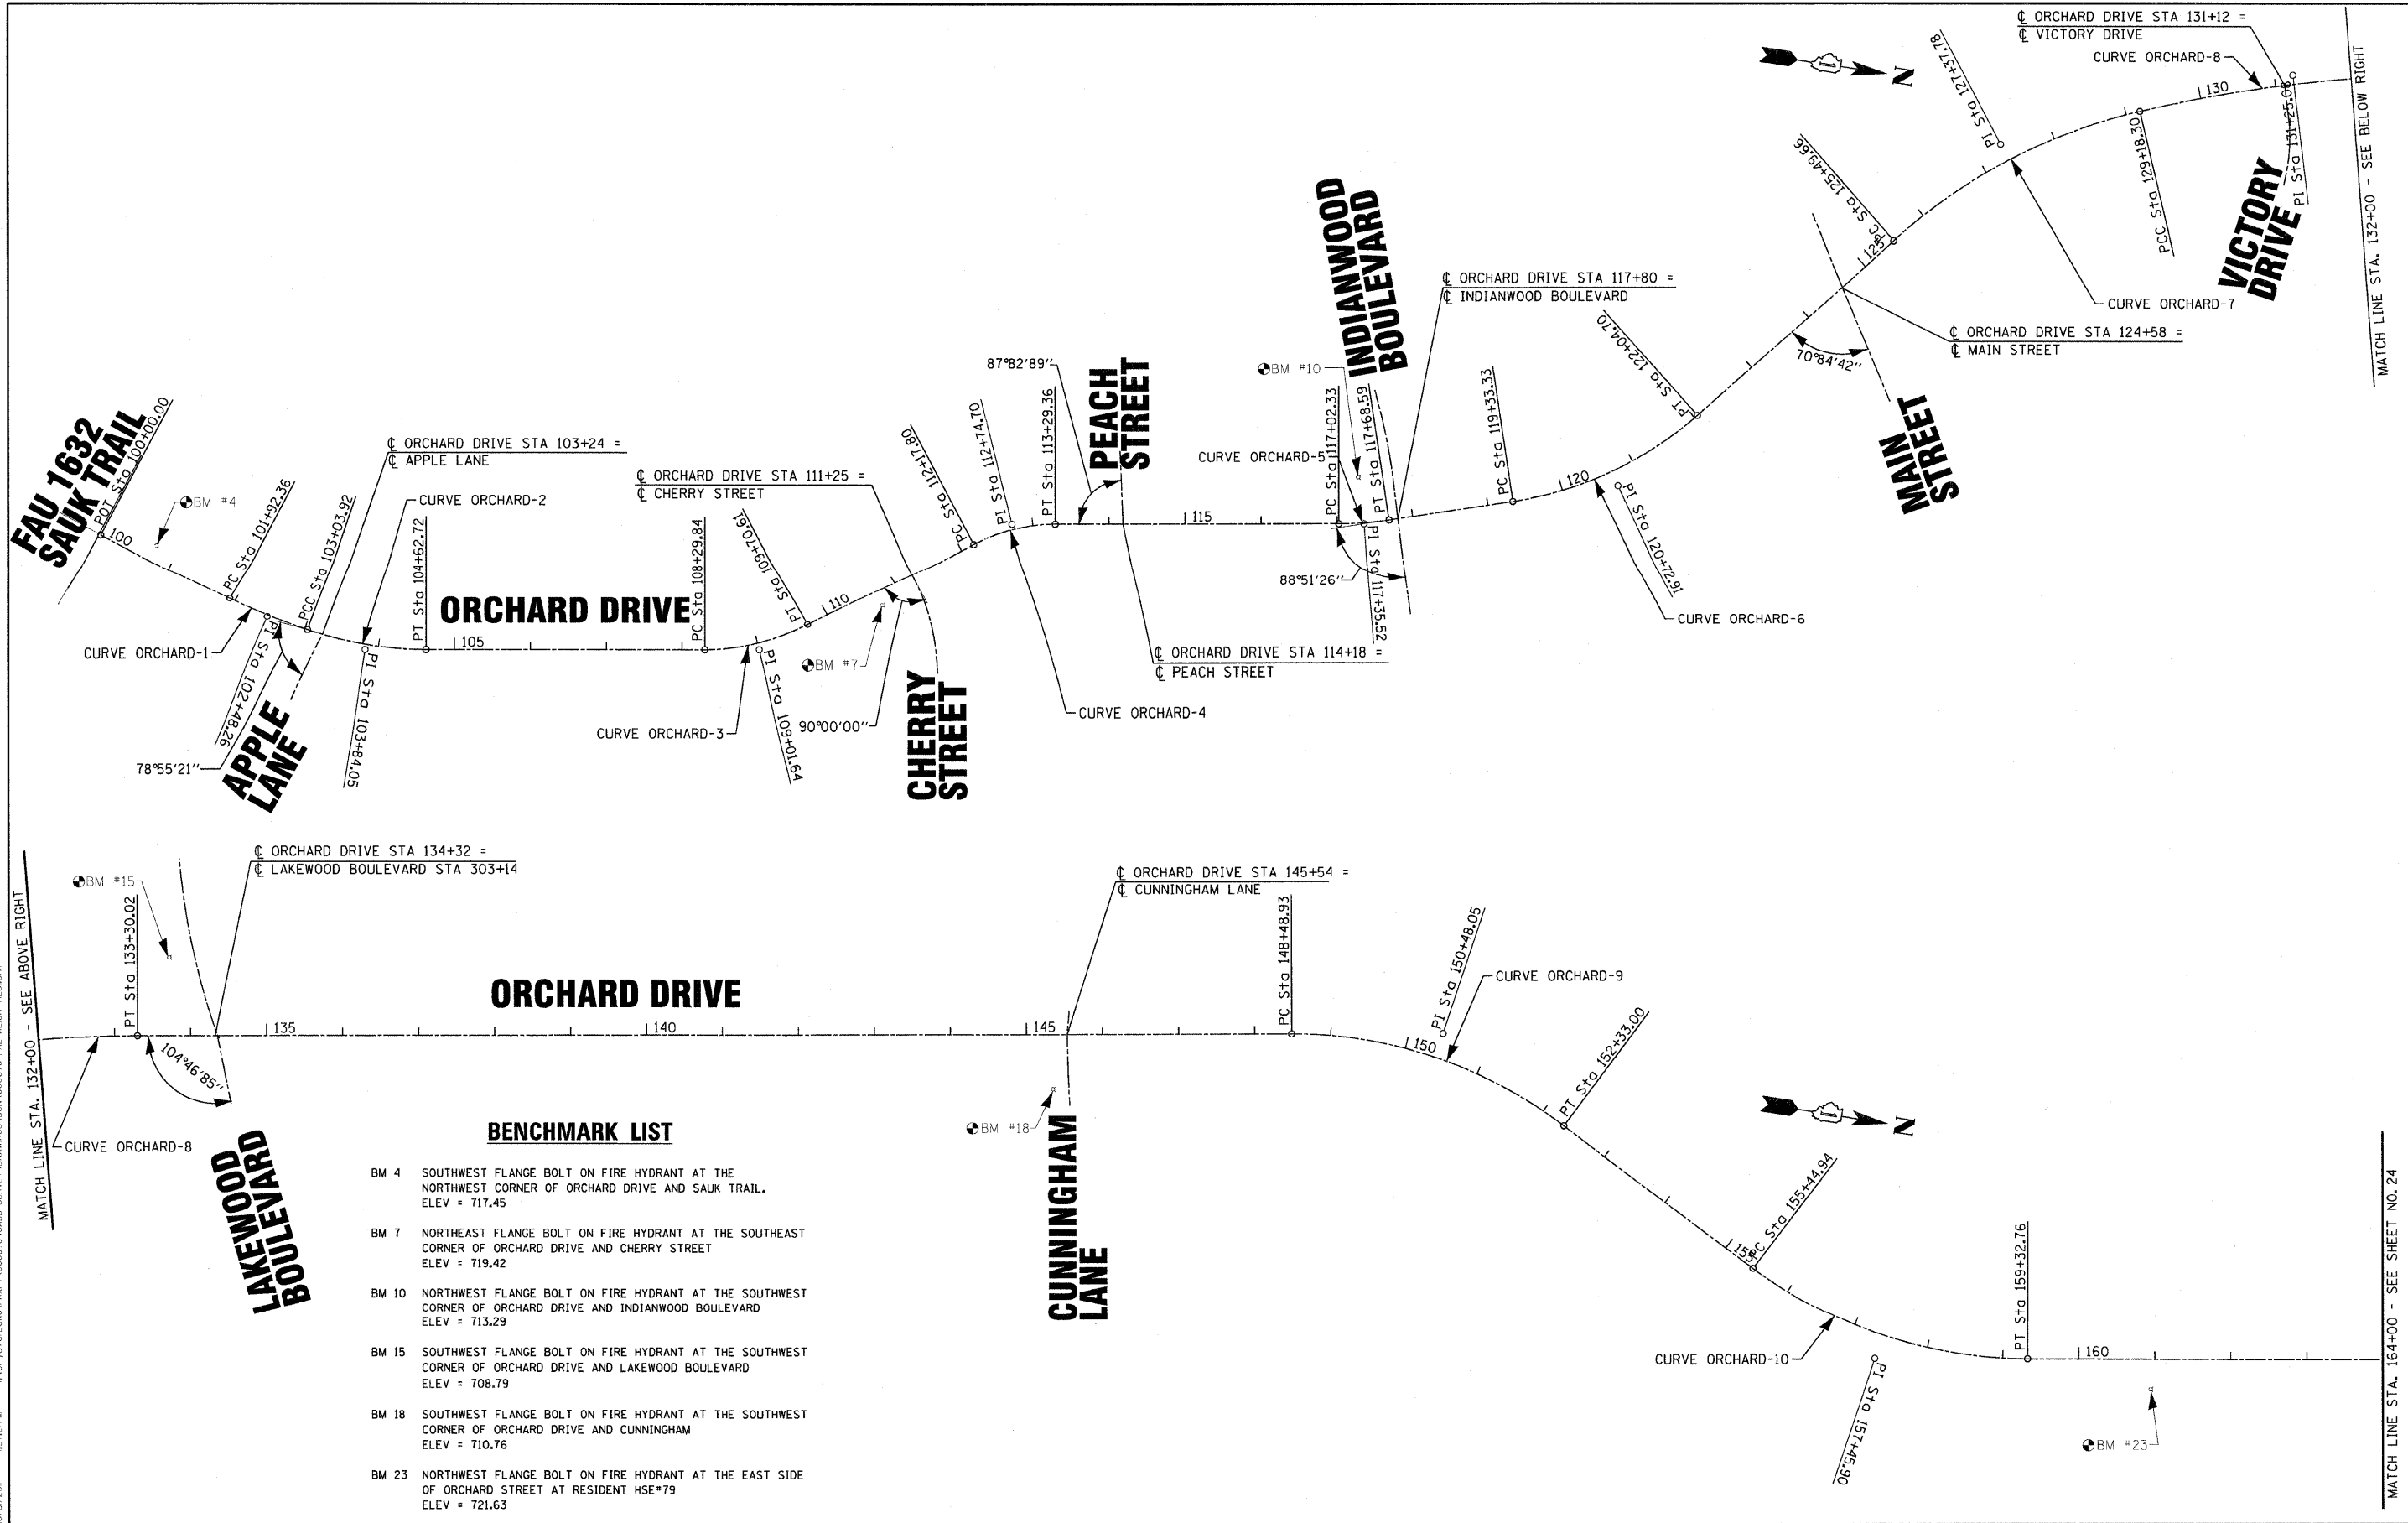 ℄ ORCHARD DRIVE STA 131+12 =
℄ VICTORY DRIVE
CURVE ORCHARD-8
N
PI Sta 127+37.78
130
PI Sta 131+25.08
MATCH LINE STA. 132+00 - SEE BELOW RIGHT
PC Sta 125+49.66
125
PCC Sta 129+18.30
VICTORY
DRIVE
CURVE ORCHARD-7
INDIANWOOD
BOULEVARD
℄ ORCHARD DRIVE STA 117+80 =
℄ INDIANWOOD BOULEVARD
℄ ORCHARD DRIVE STA 124+58 =
℄ MAIN STREET
70°84'42"
MAIN
STREET
PT Sta 122+04.70
87°82'89"
PEACH
STREET
BM #10
PC Sta 117+02.33
PT Sta 117+68.59
CURVE ORCHARD-5
PC Sta 119+33.33
120
PI Sta 120+72.91
CURVE ORCHARD-6
PI Sta 117+35.52
88°51'26"
115
FAU 1632
SAUK TRAIL
POT Sta 100+00.00
100
BM #4
PC Sta 101+92.36
PCC Sta 103+03.92
℄ ORCHARD DRIVE STA 103+24 =
℄ APPLE LANE
CURVE ORCHARD-2
PT Sta 104+62.72
105
ORCHARD DRIVE
℄ ORCHARD DRIVE STA 111+25 =
℄ CHERRY STREET
PC Sta 108+29.84
PT Sta 109+70.61
110
PC Sta 112+17.80
PI Sta 112+74.70
PT Sta 113+29.36
CURVE ORCHARD-1
PI Sta 102+48.26
78°55'21"
APPLE
LANE
PI Sta 103+84.05
CURVE ORCHARD-3
PI Sta 109+01.64
BM #7
90°00'00"
CHERRY
STREET
CURVE ORCHARD-4
℄ ORCHARD DRIVE STA 114+18 =
℄ PEACH STREET
MATCH LINE STA. 132+00 - SEE ABOVE RIGHT
BM #15
PT Sta 133+30.02
℄ ORCHARD DRIVE STA 134+32 =
℄ LAKEWOOD BOULEVARD STA 303+14
104°46'85"
CURVE ORCHARD-8
LAKEWOOD
BOULEVARD
135
ORCHARD DRIVE
140
145
℄ ORCHARD DRIVE STA 145+54 =
℄ CUNNINGHAM LANE
BM #18
CUNNINGHAM
LANE
PC Sta 148+48.93
150
PI Sta 150+48.05
CURVE ORCHARD-9
PT Sta 152+33.00
N
155
PC Sta 155+44.94
CURVE ORCHARD-10
PI Sta 157+45.90
PT Sta 159+32.76
160
BM #23
MATCH LINE STA. 164+00 - SEE SHEET NO. 24
BENCHMARK LIST
BM 4 SOUTHWEST FLANGE BOLT ON FIRE HYDRANT AT THE
NORTHWEST CORNER OF ORCHARD DRIVE AND SAUK TRAIL.
ELEV = 717.45
BM 7 NORTHEAST FLANGE BOLT ON FIRE HYDRANT AT THE SOUTHEAST
CORNER OF ORCHARD DRIVE AND CHERRY STREET
ELEV = 719.42
BM 10 NORTHWEST FLANGE BOLT ON FIRE HYDRANT AT THE SOUTHWEST
CORNER OF ORCHARD DRIVE AND INDIANWOOD BOULEVARD
ELEV = 713.29
BM 15 SOUTHWEST FLANGE BOLT ON FIRE HYDRANT AT THE SOUTHWEST
CORNER OF ORCHARD DRIVE AND LAKEWOOD BOULEVARD
ELEV = 708.79
BM 18 SOUTHWEST FLANGE BOLT ON FIRE HYDRANT AT THE SOUTHWEST
CORNER OF ORCHARD DRIVE AND CUNNINGHAM
ELEV = 710.76
BM 23 NORTHWEST FLANGE BOLT ON FIRE HYDRANT AT THE EAST SIDE
OF ORCHARD STREET AT RESIDENT HSE#79
ELEV = 721.63